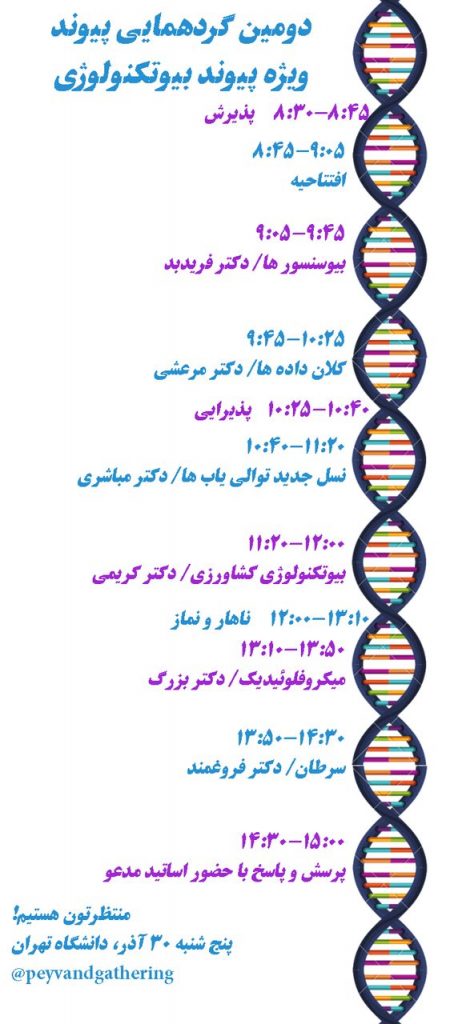 دومین گردهمایی پیوند
ویژه پیوند بیوتکنولوژی
۸:۳۰-۸:۴۵ پذیرش
۸:۴۵-۹:۰۵
افتتاحیه
۹:۰۵-۹:۴۵
بیوسنسور ها/ دکتر فریدبد
۹:۴۵-۱۰:۲۵
کلان داده ها/ دکتر مرعشی
۱۰:۲۵-۱۰:۴۰ پذیرایی
۱۰:۴۰-۱۱:۲۰
نسل جدید توالی یاب ها/ دکتر مباشری
۱۱:۲۰-۱۲:۰۰
بیوتکنولوژی کشاورزی/ دکتر کریمی
۱۲:۰۰-۱۳:۱۰ ناهار و نماز
۱۳:۱۰-۱۳:۵۰
میکروفلوئیدیک/ دکتر بزرگ
۱۳:۵۰-۱۴:۳۰
سرطان/ دکتر فروغمند
۱۴:۳۰-۱۵:۰۰
پرسش و پاسخ با حضور اساتید مدعو
منتظرتون هستیم!
پنج شنبه ۳۰ آذر، دانشگاه تهران
@peyvandgathering